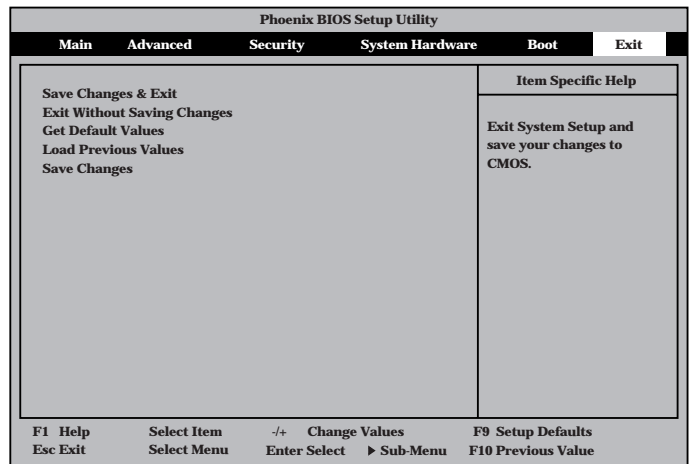 Phoenix BIOS Setup Utility
Main Advanced Security System Hardware Boot Exit
Item Specific Help
Save Changes & Exit
Exit Without Saving Changes
Get Default Values
Load Previous Values
Save Changes
Exit System Setup and
save your changes to
CMOS.
F1 Help Select Item -/+ Change Values F9 Setup Defaults
Esc Exit Select Menu Enter Select ▶ Sub-Menu F10 Previous Value